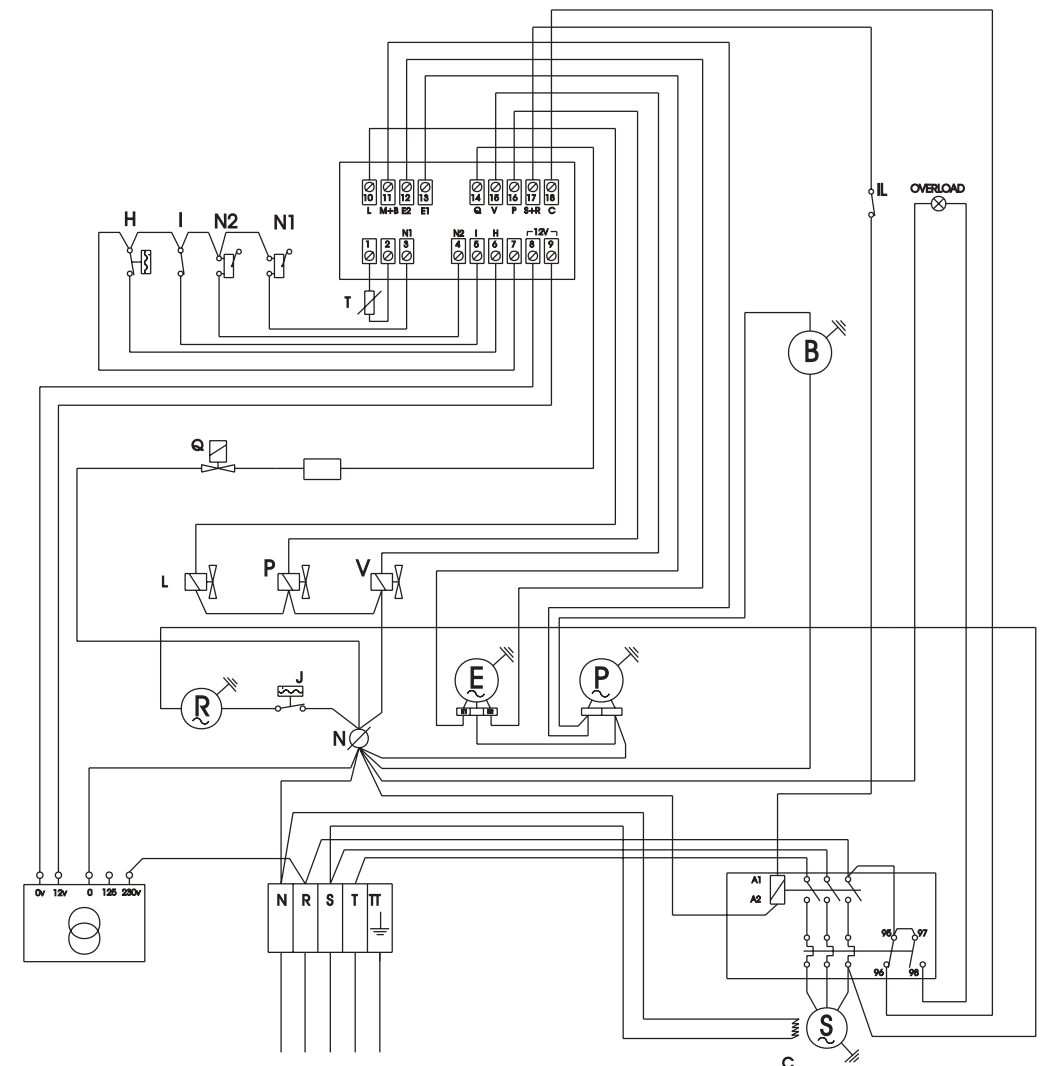 IL
OVERLOAD
10 11 12 13 14 15 16 17 18
L M+B E2 E1 Q V P S+R C
H I N2 N1
N1 N2 I H 12V
1 2 3 4 5 6 7 8 9
T
B
Q
L P V
E P
R J
N
0v 12v 0 125 230v
N R S T TT
A1
A2
95 97
96 98
S
C